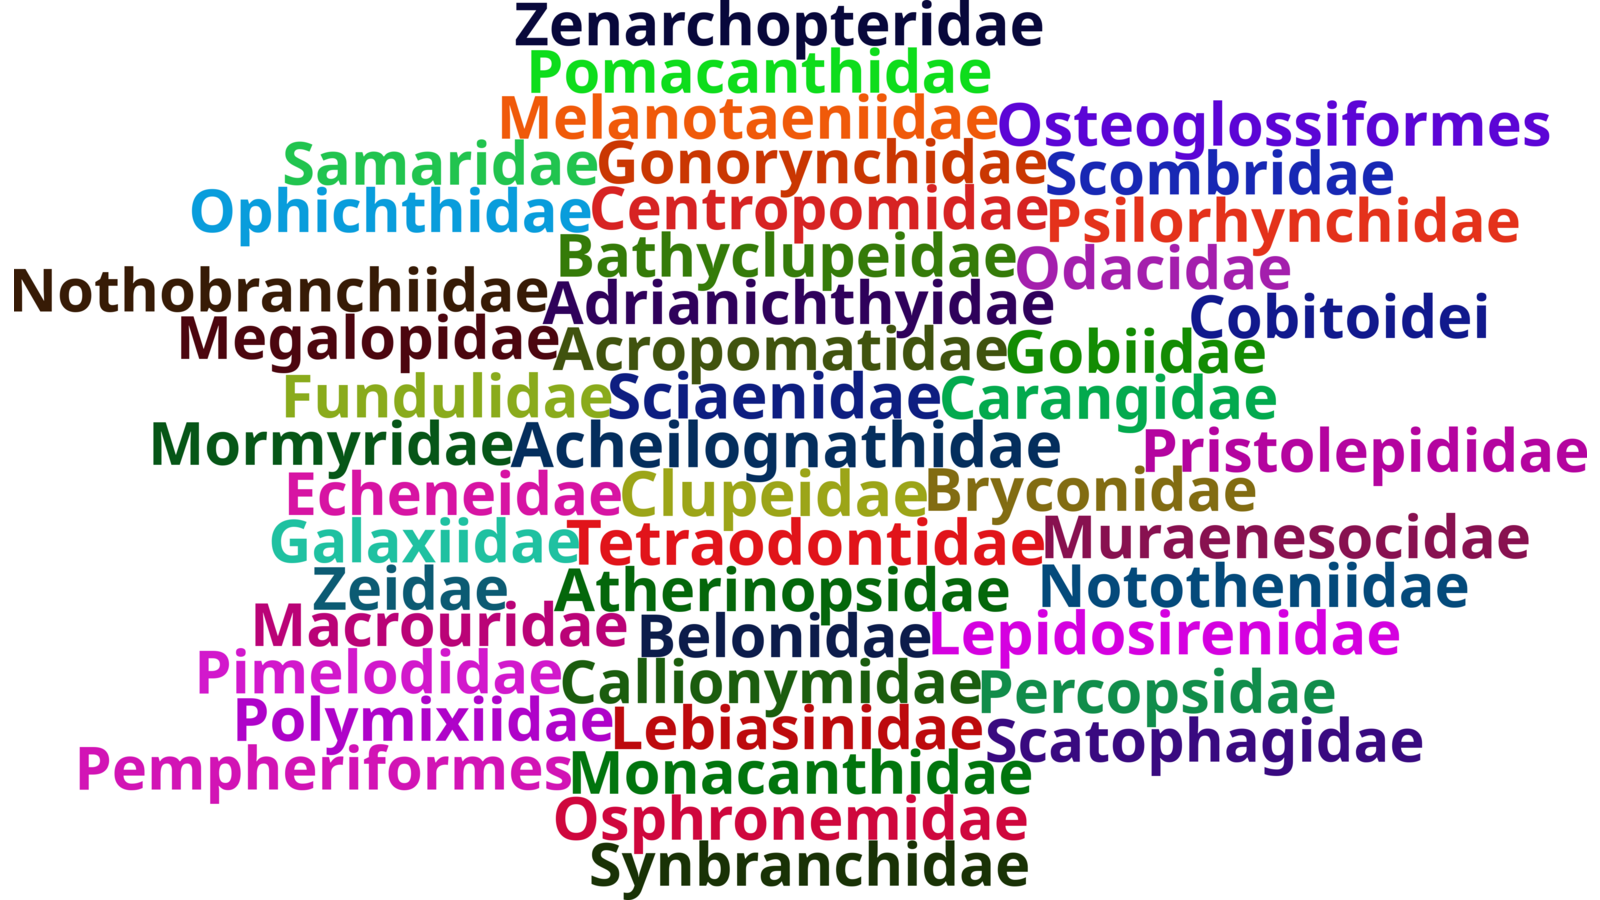 Zenarchopteridae
Pomacanthidae
Melanotaeniidae Osteoglossiformes
Samaridae Gonorynchidae Scombridae
Ophichthidae Centropomidae Psilorhynchidae
Bathyclupeidae Odacidae
Nothobranchiidae Adrianichthyidae Cobitoidei
Megalopidae Acropomatidae Gobiidae
Fundulidae Sciaenidae Carangidae
Mormyridae Acheilognathidae Pristolepididae
Echeneidae Clupeidae Bryconidae
Galaxiidae Tetraodontidae Muraenesocidae
Zeidae Atherinopsidae Nototheniidae
Macrouridae Belonidae Lepidosirenidae
Pimelodidae Callionymidae Percopsidae
Polymixiidae Lebiasinidae Scatophagidae
Pempheriformes Monacanthidae
Osphronemidae
Synbranchidae